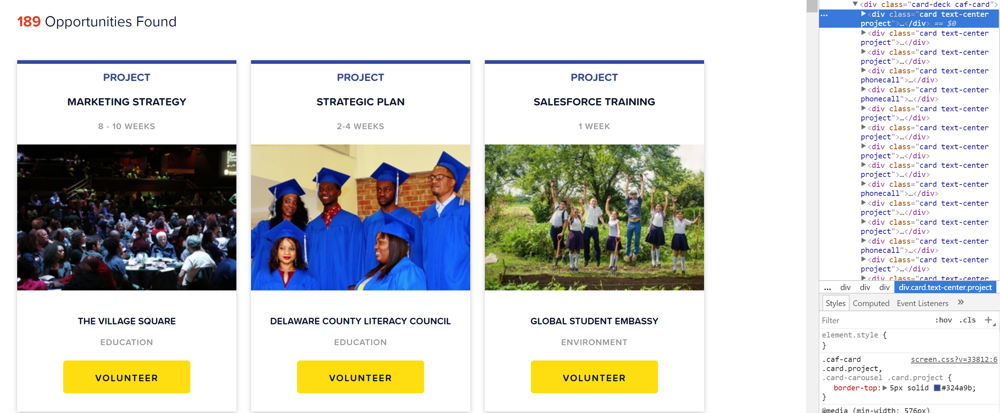 189 Opportunities Found
PROJECT
MARKETING STRATEGY
8 - 10 WEEKS
THE VILLAGE SQUARE
EDUCATION
VOLUNTEER
PROJECT
STRATEGIC PLAN
2-4 WEEKS
DELAWARE COUNTY LITERACY COUNCIL
EDUCATION
VOLUNTEER
PROJECT
SALESFORCE TRAINING
1 WEEK
GLOBAL STUDENT EMBASSY
ENVIRONMENT
VOLUNTEER
<div class="card-deck caf-card">
... <div class="card text-center
project">…</div> == $0
<div class="card text-center
project">…</div>
<div class="card text-center
project">…</div>
<div class="card text-center
phonecall">…</div>
<div class="card text-center
phonecall">…</div>
<div class="card text-center
project">…</div>
<div class="card text-center
project">…</div>
<div class="card text-center
project">…</div>
<div class="card text-center
project">…</div>
<div class="card text-center
phonecall">…</div>
<div class="card text-center
project">…</div>
<div class="card text-center
project">…</div>
<div class="card text-center
phonecall">…</div>
<div class="card text-center
project">…</div>
<div class="card text-center
... div div div div.card.text-center.project
Styles Computed Event Listeners »
Filter :hov .cls +
element.style {
}
.caf-card screen.css?v=33812:6
.card.project,
.card-carousel .card.project {
border-top: 5px solid #324a9b;
}
@media (min-width: 576px)